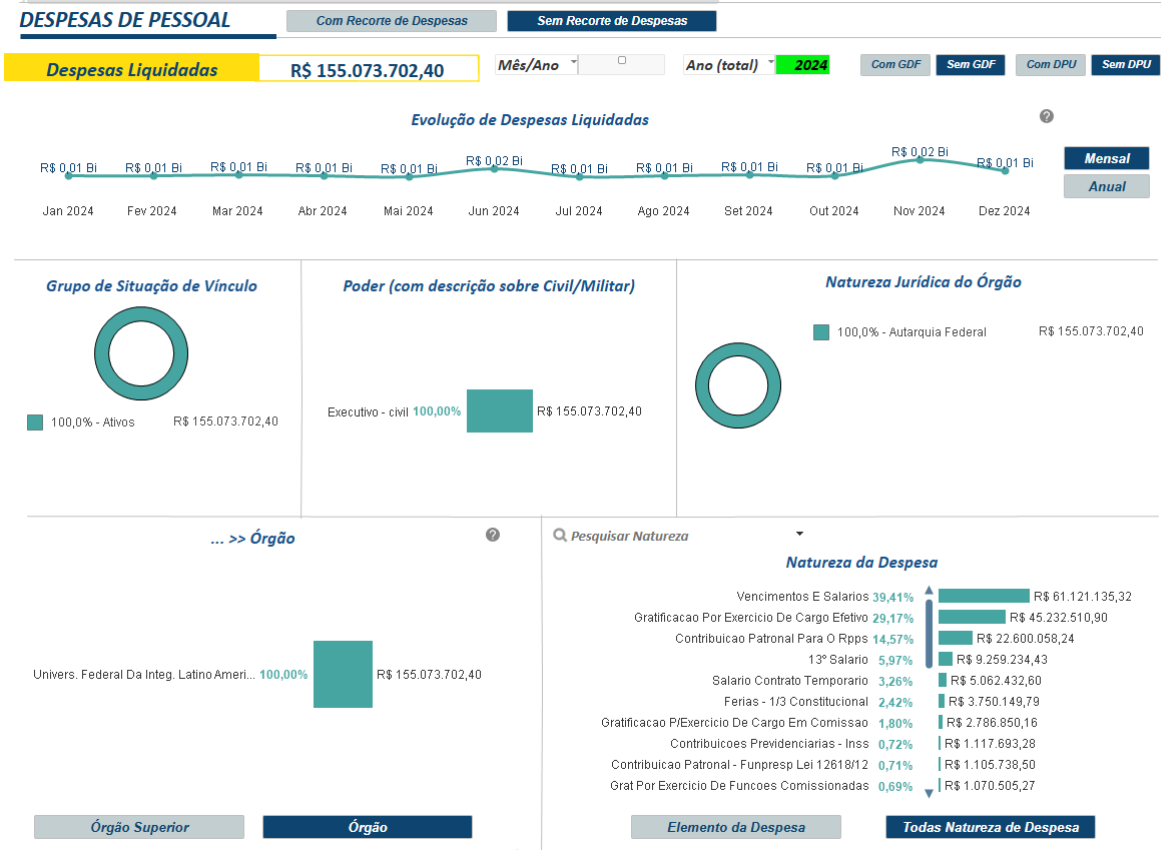 DESPESAS DE PESSOAL
Com Recorte de Despesas
Sem Recorte de Despesas
Despesas Liquidadas
R$ 155.073.702,40
Mês/Ano
Ano (total)
2024
Com GDF
Sem GDF
Com DPU
Sem DPU
Evolução de Despesas Liquidadas
?
R$ 0,01 Bi R$ 0,01 Bi R$ 0,01 Bi R$ 0,01 Bi R$ 0,01 Bi R$ 0,02 Bi R$ 0,01 Bi R$ 0,01 Bi R$ 0,01 Bi R$ 0,01 Bi R$ 0,02 Bi R$ 0,01 Bi
Mensal
Anual
Jan 2024 Fev 2024 Mar 2024 Abr 2024 Mai 2024 Jun 2024 Jul 2024 Ago 2024 Set 2024 Out 2024 Nov 2024 Dez 2024
Grupo de Situação de Vínculo
100,0% - Ativos R$ 155.073.702,40
Poder (com descrição sobre Civil/Militar)
Executivo - civil 100,00% R$ 155.073.702,40
Natureza Jurídica do Órgão
100,0% - Autarquia Federal R$ 155.073.702,40
... >> Órgão
?
Univers. Federal Da Integ. Latino Ameri... 100,00% R$ 155.073.702,40
Órgão Superior
Órgão
Pesquisar Natureza
Natureza da Despesa
Vencimentos E Salarios 39,41% R$ 61.121.135,32
Gratificacao Por Exercicio De Cargo Efetivo 29,17% R$ 45.232.510,90
Contribuicao Patronal Para O Rpps 14,57% R$ 22.600.058,24
13º Salario 5,97% R$ 9.259.234,43
Salario Contrato Temporario 3,26% R$ 5.062.432,60
Ferias - 1/3 Constitucional 2,42% R$ 3.750.149,79
Gratificacao P/Exercicio De Cargo Em Comissao 1,80% R$ 2.786.850,16
Contribuicoes Previdenciarias - Inss 0,72% R$ 1.117.693,28
Contribuicao Patronal - Funpresp Lei 12618/12 0,71% R$ 1.105.738,50
Grat Por Exercicio De Funcoes Comissionadas 0,69% R$ 1.070.505,27
Elemento da Despesa
Todas Natureza de Despesa